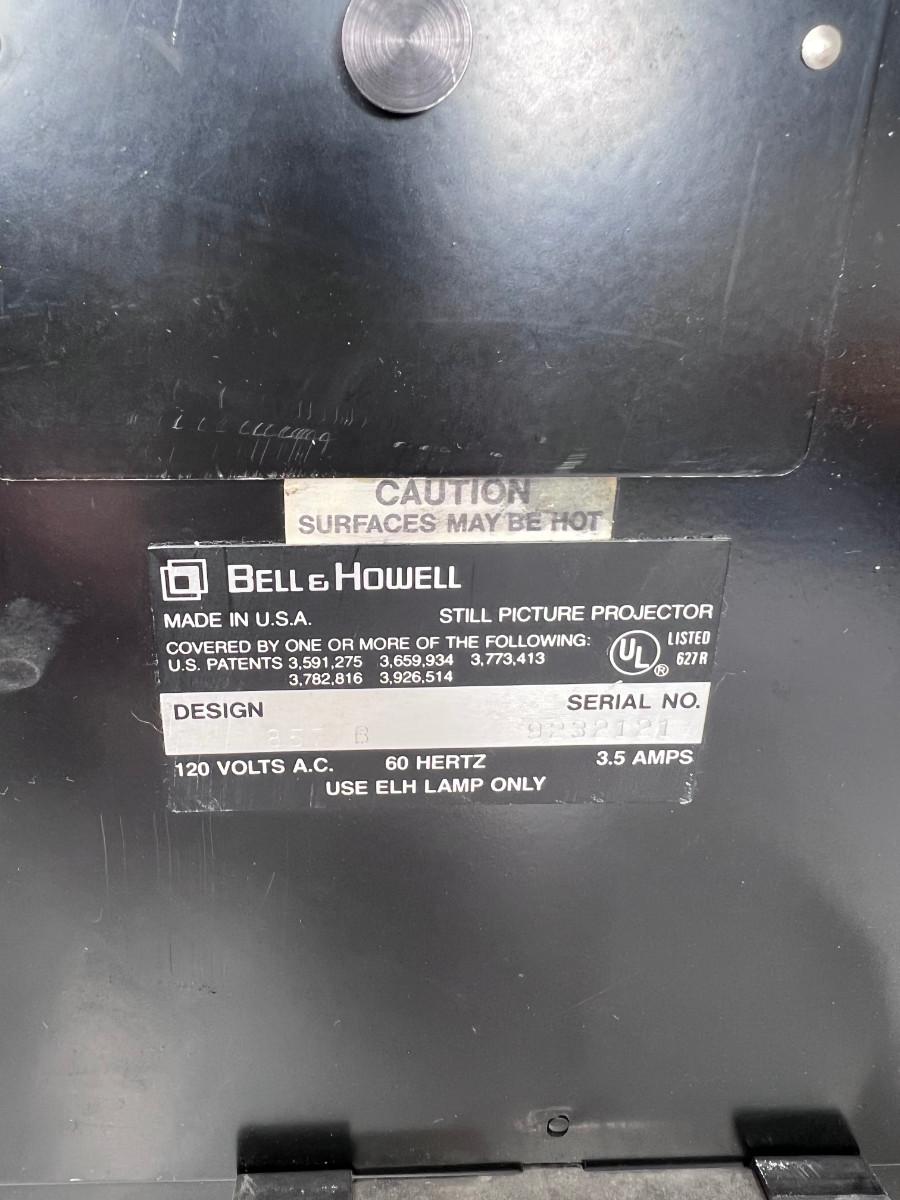 CAUTION
SURFACES MAY BE HOT
BELL & HOWELL
MADE IN U.S.A. STILL PICTURE PROJECTOR
COVERED BY ONE OR MORE OF THE FOLLOWING:
U.S. PATENTS 3,591,275 3,659,934 3,773,413
3,782,816 3,926,514
UL ® LISTED
627R
DESIGN SERIAL NO.
B 9232121
120 VOLTS A.C. 60 HERTZ 3.5 AMPS
USE ELH LAMP ONLY